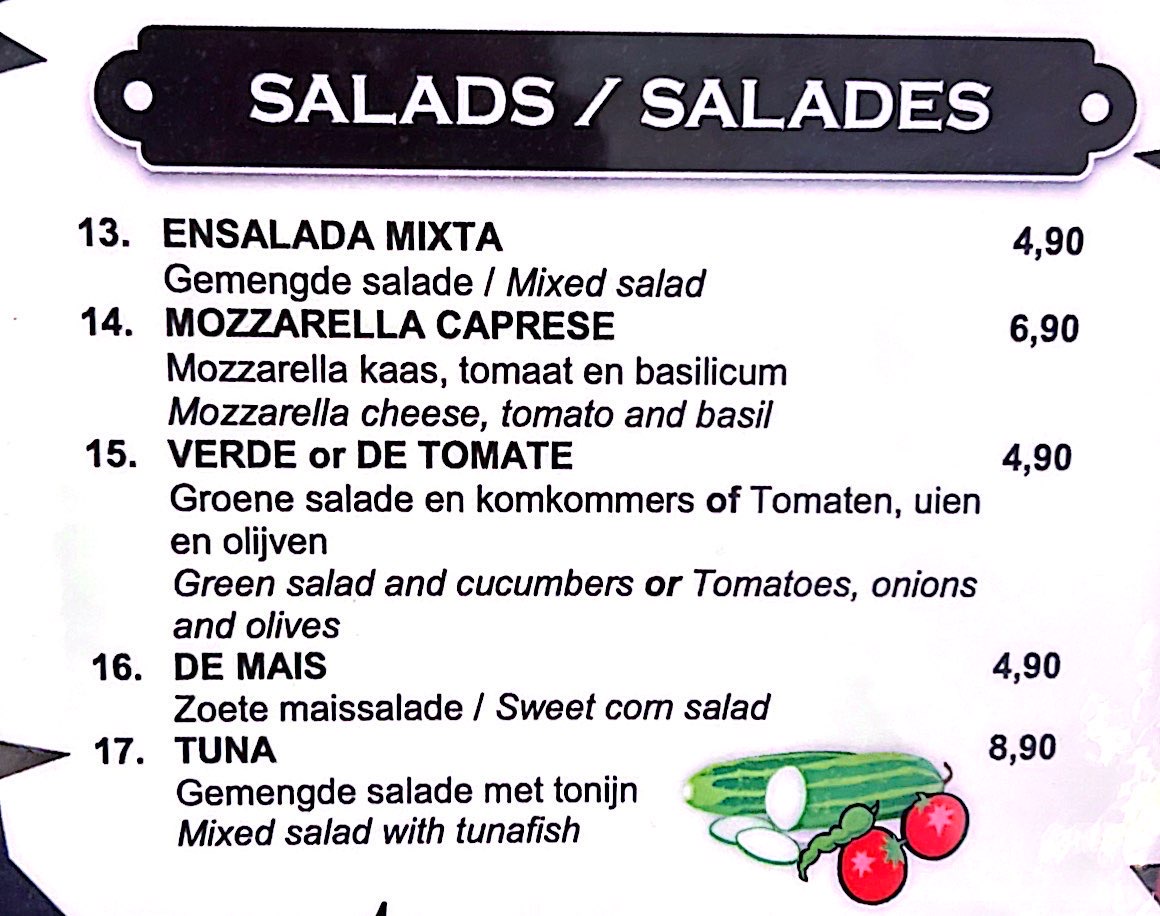 SALADS / SALADES
13. ENSALADA MIXTA 4,90
Gemengde salade / Mixed salad
14. MOZZARELLA CAPRESE 6,90
Mozzarella kaas, tomaat en basilicum
Mozzarella cheese, tomato and basil
15. VERDE or DE TOMATE 4,90
Groene salade en komkommers of Tomaten, uien
en olijven
Green salad and cucumbers or Tomatoes, onions
and olives
16. DE MAIS 4,90
Zoete maissalade / Sweet corn salad
17. TUNA 8,90
Gemengde salade met tonijn
Mixed salad with tunafish